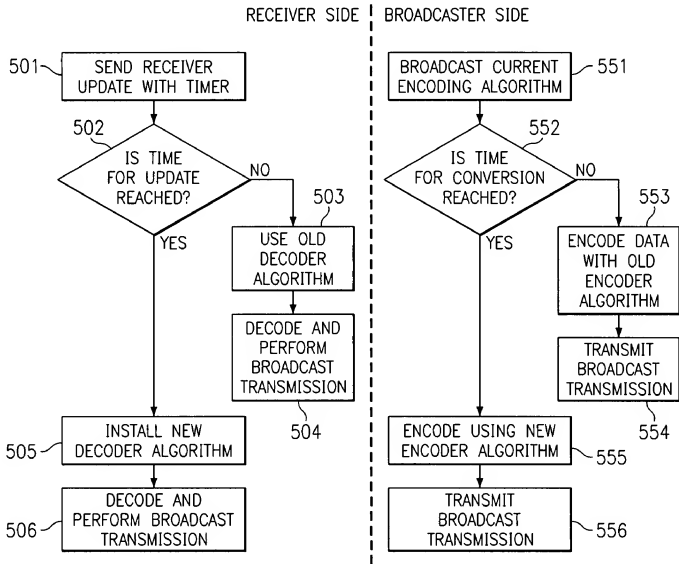 RECEIVER SIDE
501
SEND RECEIVER
UPDATE WITH TIMER
502
IS TIME
FOR UPDATE
REACHED?
NO
YES
503
USE OLD
DECODER
ALGORITHM
DECODE AND
PERFORM
BROADCAST
TRANSMISSION
504
505
INSTALL NEW
DECODER ALGORITHM
506
DECODE AND
PERFORM BROADCAST
TRANSMISSION
BROADCASTER SIDE
BROADCAST CURRENT
ENCODING ALGORITHM
551
552
IS TIME
FOR CONVERSION
REACHED?
NO
YES
553
ENCODE DATA
WITH OLD
ENCODER
ALGORITHM
TRANSMIT
BROADCAST
TRANSMISSION
554
ENCODE USING NEW
ENCODER ALGORITHM
555
TRANSMIT
BROADCAST
TRANSMISSION
556